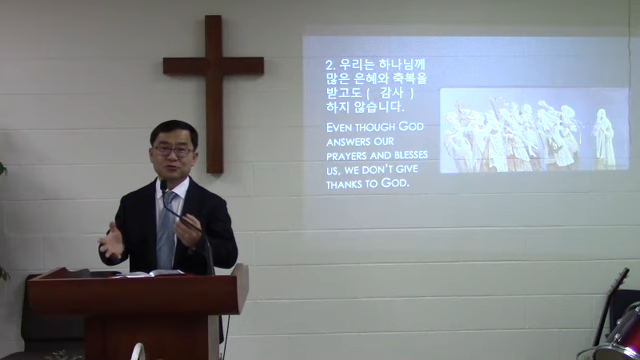 2. 우리는 하나님께
많은 은혜와 축복을
받고도 ( 감사 )
하지 않습니다.
EVEN THOUGH GOD
ANSWERS OUR
PRAYERS AND BLESSES
US, WE DON'T GIVE
THANKS TO GOD.